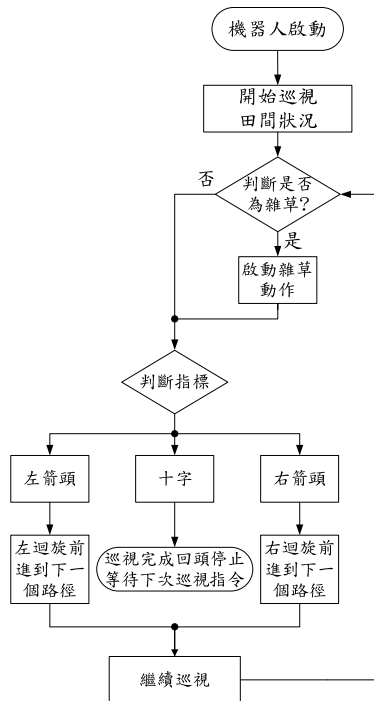 機器人啟動
開始巡視
田間狀況
判斷是否
為雜草?
否
是
啟動雜草
動作
判斷指標
左箭頭
十字
右箭頭
左迴旋前
進到下一
個路徑
巡視完成回頭停止
等待下次巡視指令
右迴旋前
進到下一
個路徑
繼續巡視